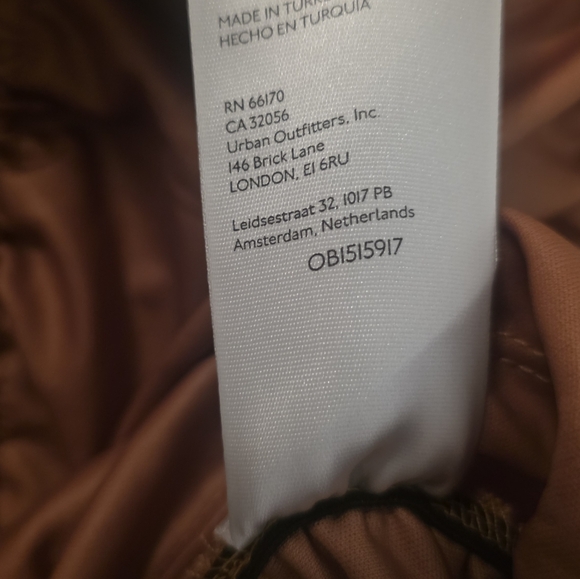 MADE IN
HECHO EN TURQUIA
RN 66170
CA 32056
Urban Outfitters, Inc.
146 Brick Lane
LONDON, E1 6RU
Leidsestraat 32, 1017 PB
Amsterdam, Netherlands
OB1515917